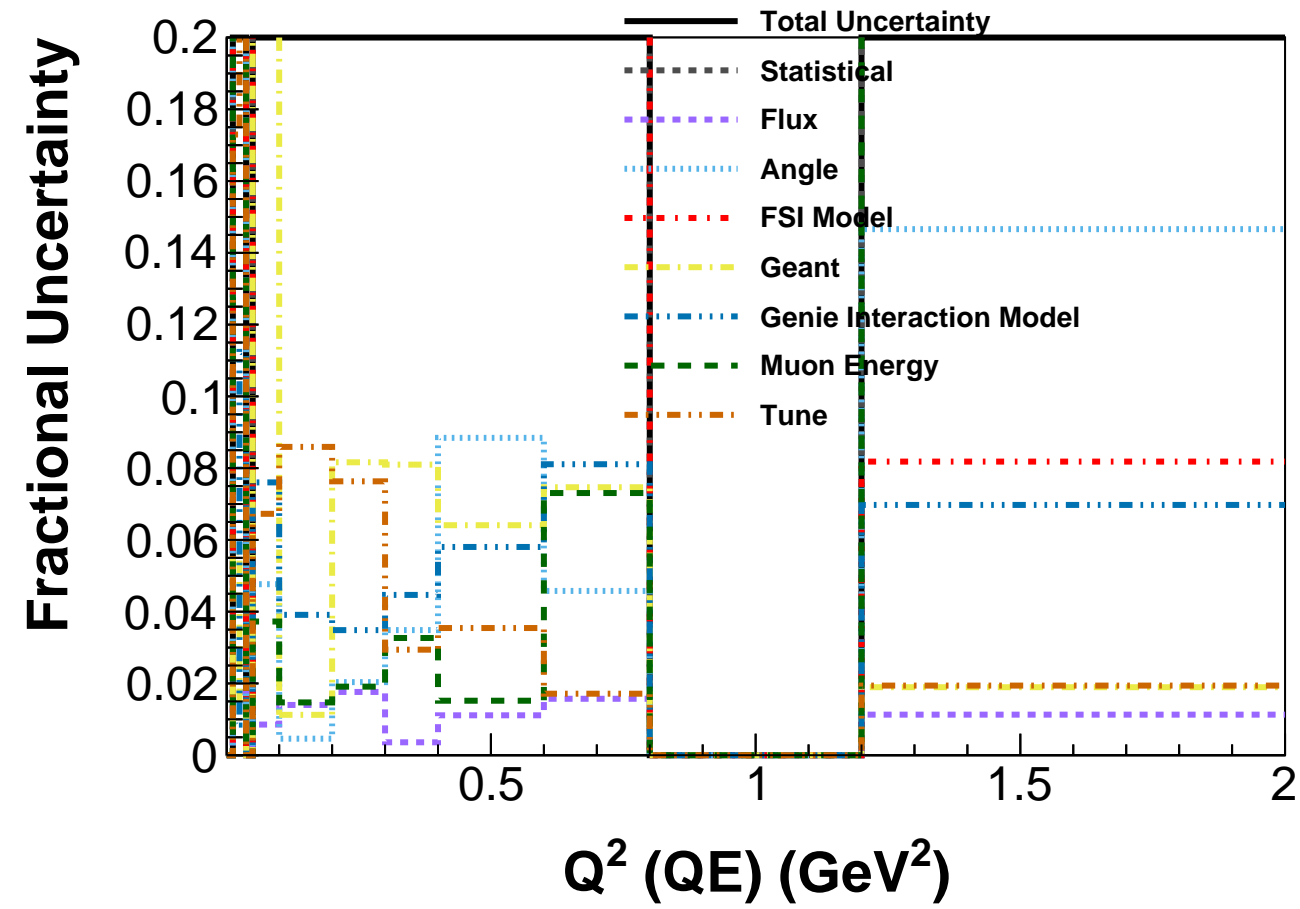 Fractional Uncertainty
0.2
0.18
0.16
0.14
0.12
0.1
0.08
0.06
0.04
0.02
0
Total Uncertainty
Statistical
Flux
Angle
FSI Model
Geant
Genie Interaction Model
Muon Energy
Tune
0.5
1
1.5
2
Q² (QE) (GeV²)